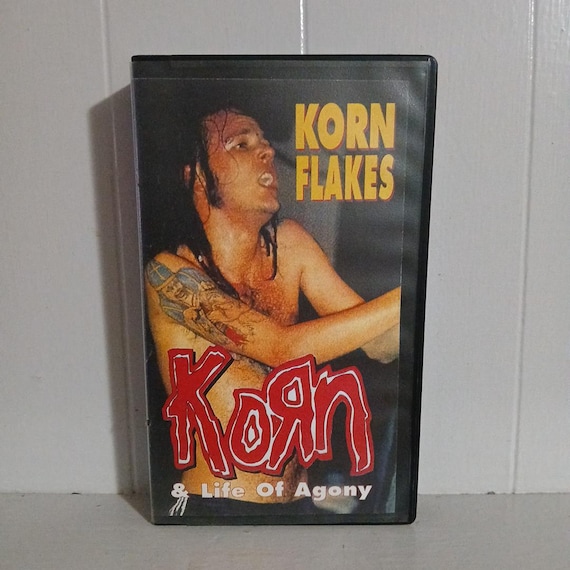 KORN
FLAKES
KoЯn
& Life Of Agony